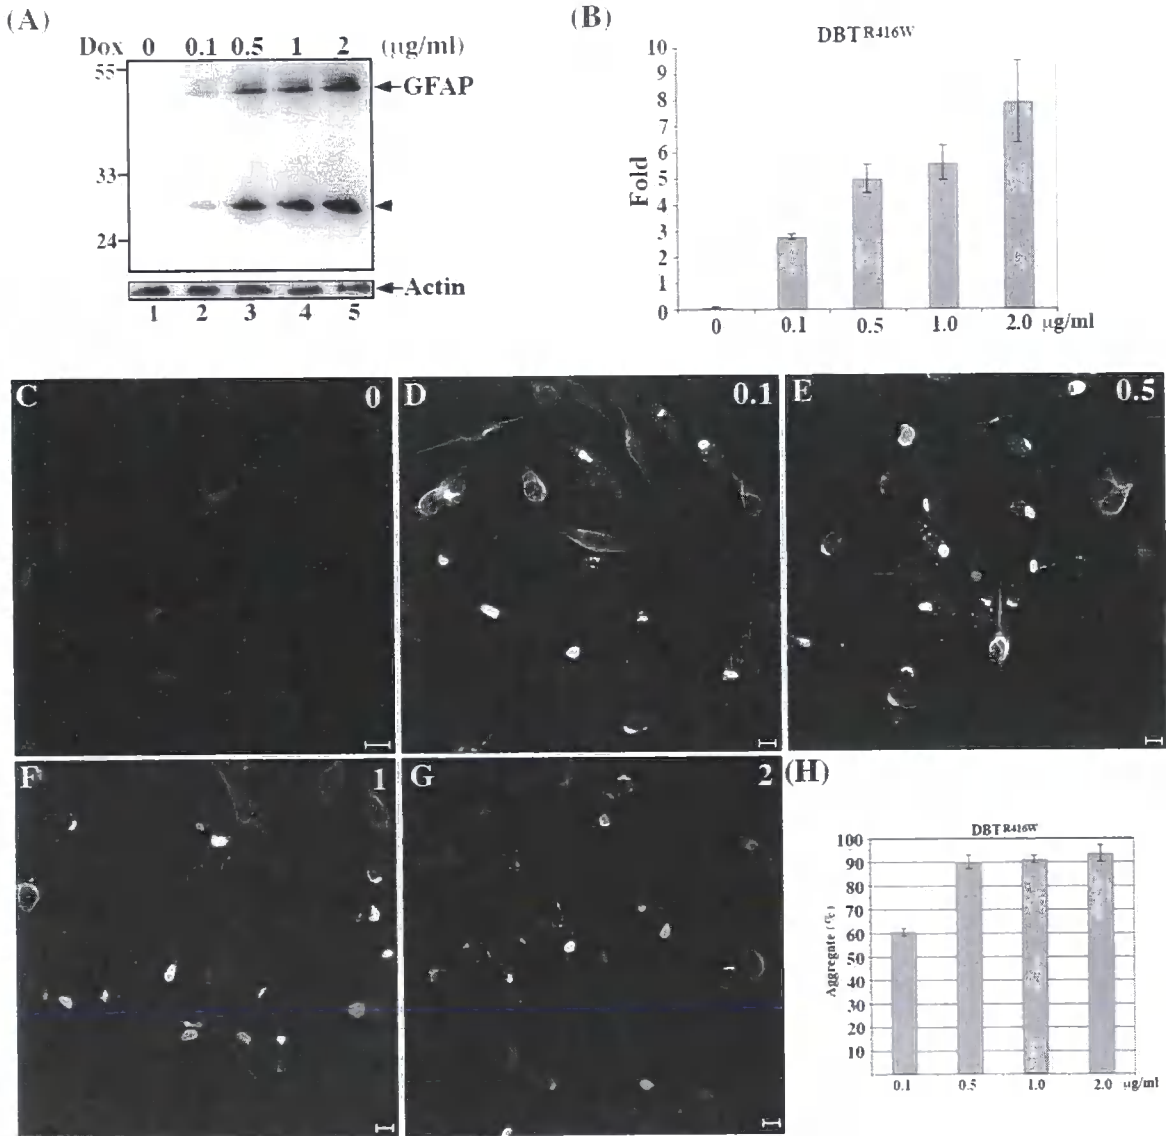 (A)
Dox 0 0.1 0.5 1 2 (µg/ml)
55
GFAP
33
24
Actin
1 2 3 4 5
(B)
DBT R416W
10
9
8
7
6
5
4
3
2
1
0
Fold
0 0.1 0.5 1.0 2.0 µg/ml
C 0
D 0.1
E 0.5
F 1
G 2
(H)
DBT R416W
100
90
80
70
60
50
40
30
20
10
Aggregate (%)
0.1 0.5 1.0 2.0 µg/ml